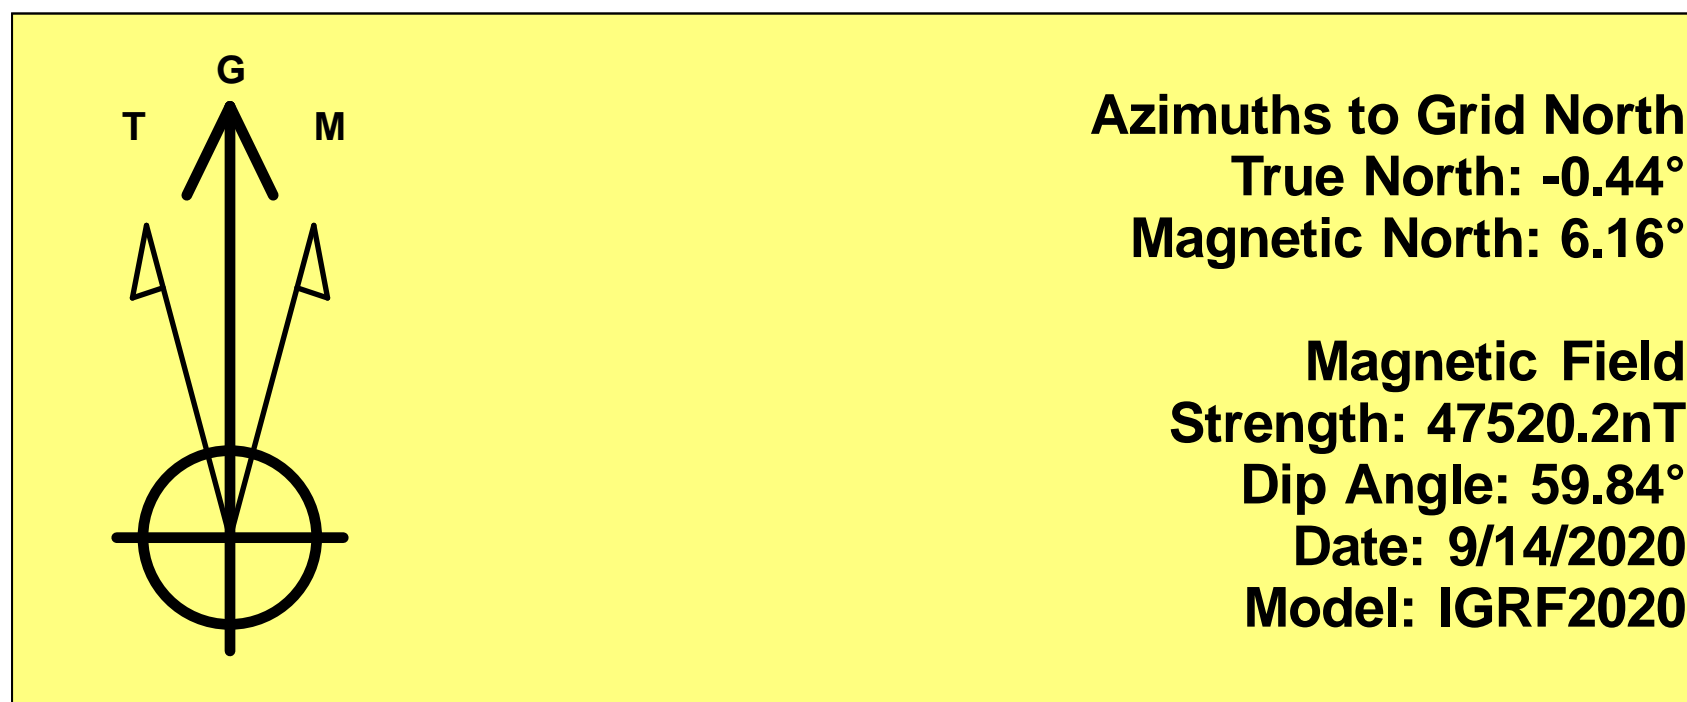 G
T M
Azimuths to Grid North
True North: -0.44°
Magnetic North: 6.16°
Magnetic Field
Strength: 47520.2nT
Dip Angle: 59.84°
Date: 9/14/2020
Model: IGRF2020